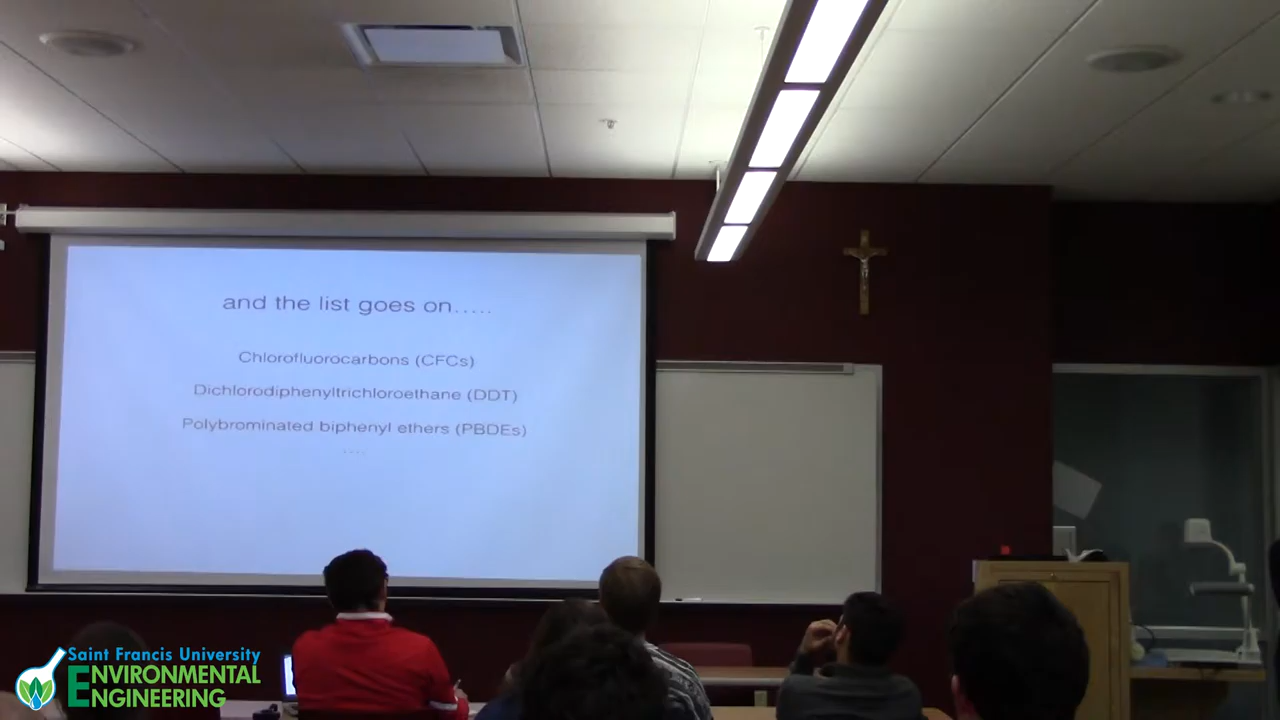 and the list goes on.....
Chlorofluorocarbons (CFCs)
Dichlorodiphenyltrichloroethane (DDT)
Polybrominated biphenyl ethers (PBDEs)
....
Saint Francis University
ENVIRONMENTAL
ENGINEERING